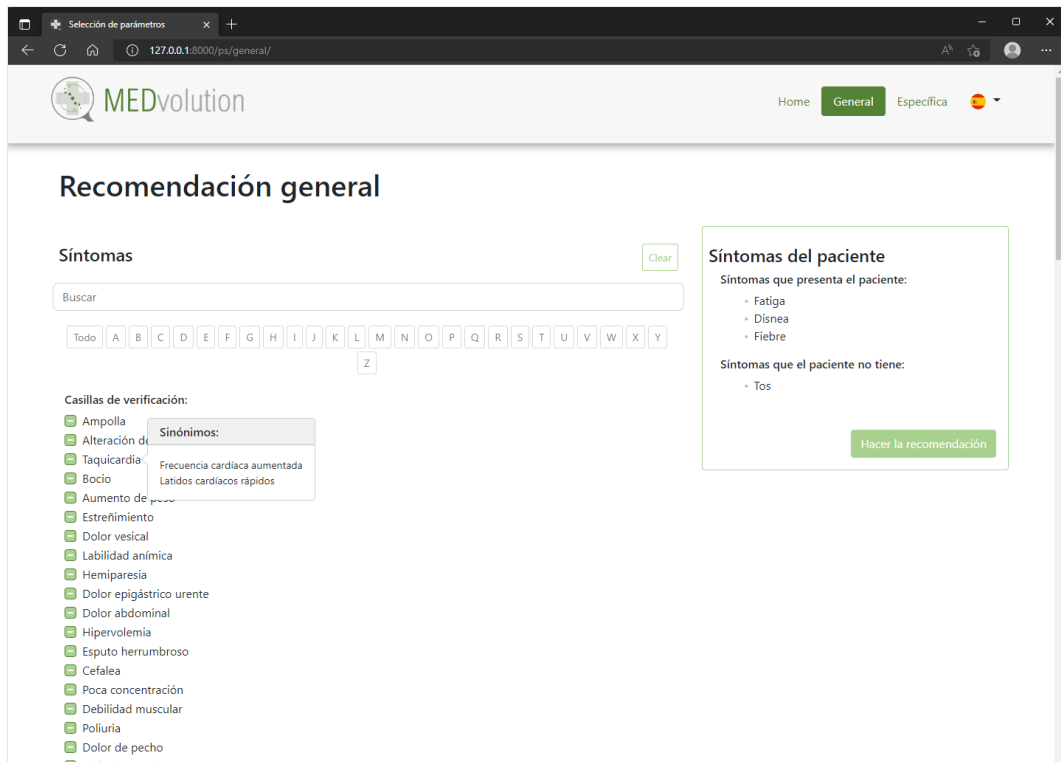 Selección de parámetros
127.0.0.1:8000/ps/general/
MEDvolution
Home General Específica
Recomendación general
Síntomas
Clear
Buscar
Todo A B C D E F G H I J K L M N O P Q R S T U V W X Y
Z
Casillas de verificación:
Ampolla
Alteración de
Taquicardia
Bocio
Aumento de peso
Estreñimiento
Dolor vesical
Labilidad anímica
Hemiparesia
Dolor epigástrico urente
Dolor abdominal
Hipervolemia
Esputo herrumbroso
Cefalea
Poca concentración
Debilidad muscular
Poliuria
Dolor de pecho
Sinónimos:
Frecuencia cardíaca aumentada
Latidos cardíacos rápidos
Síntomas del paciente
Síntomas que presenta el paciente:
Fatiga
Disnea
Fiebre
Síntomas que el paciente no tiene:
Tos
Hacer la recomendación